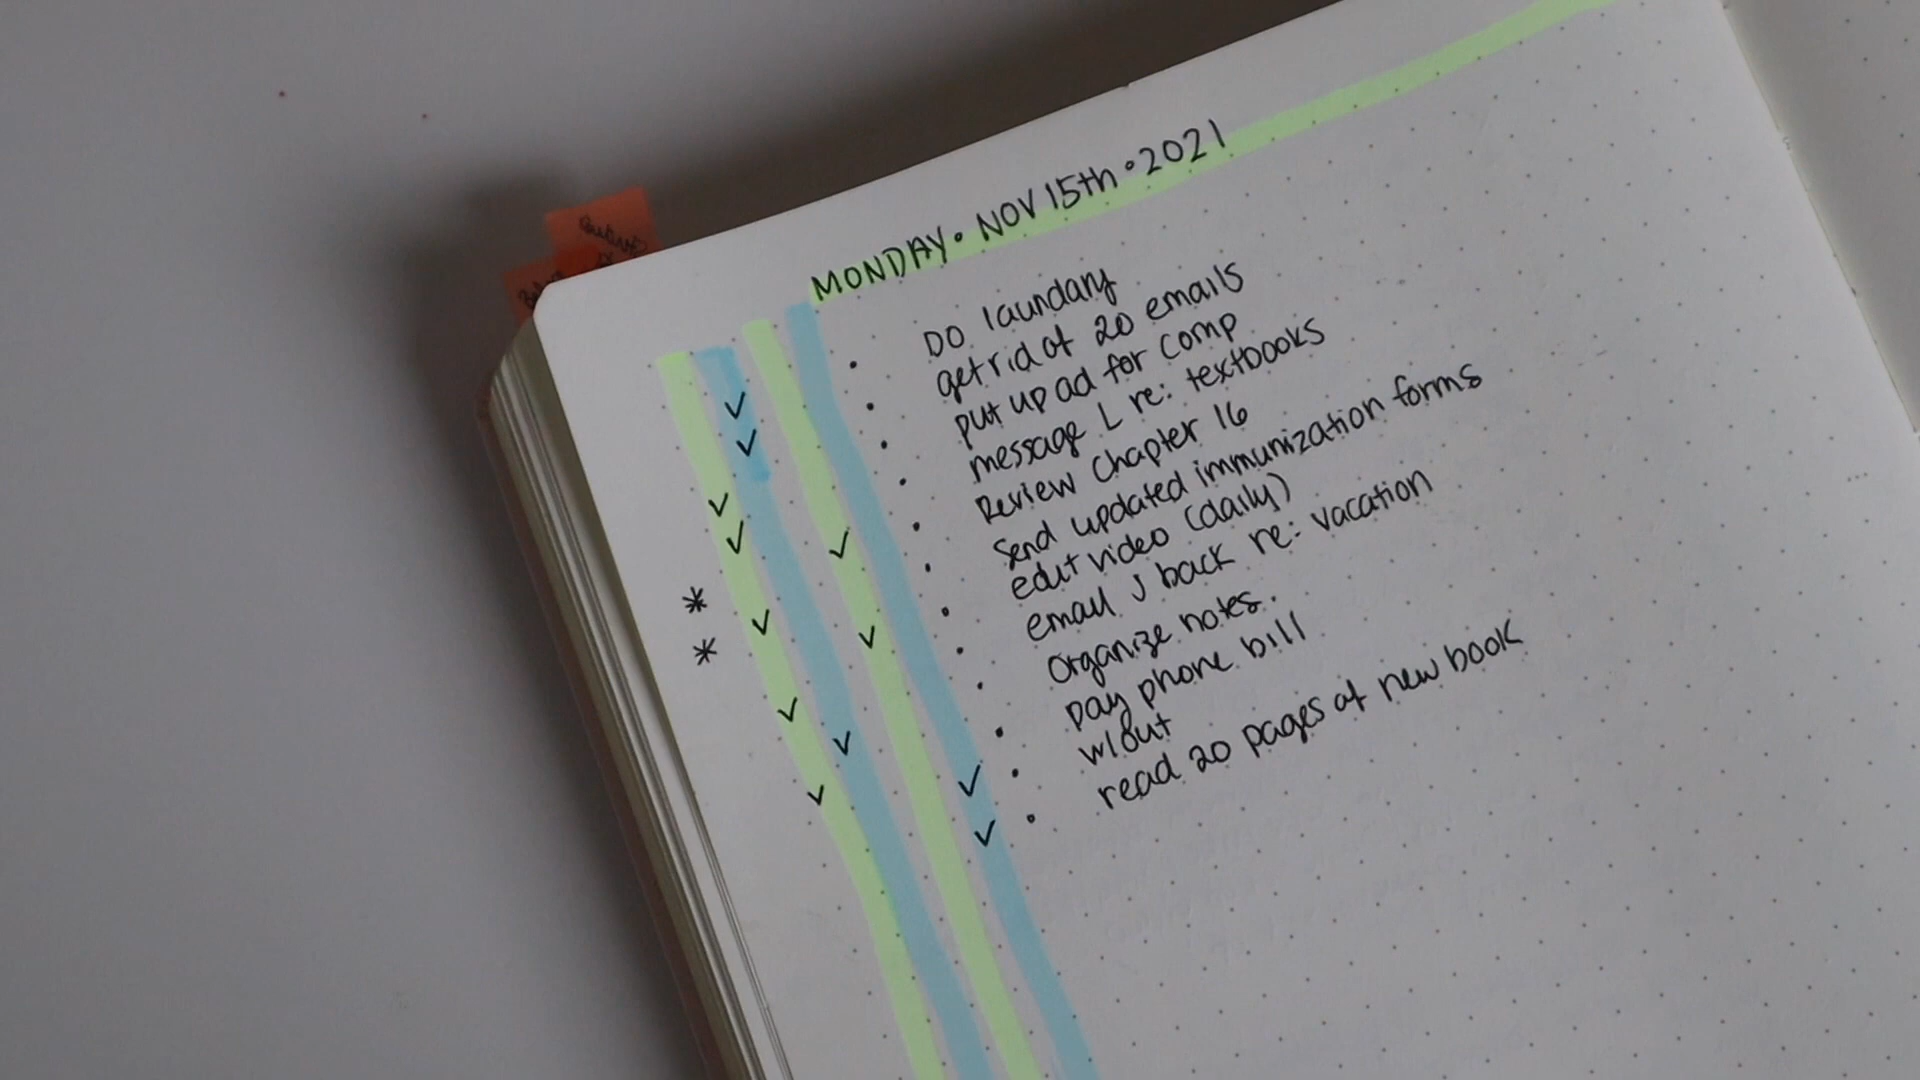 MONDAY • NOV 15th • 2021
• DO laundary
• get rid of 20 emails
• put up ad for comp
• message L re: textbooks
• Review Chapter 16
• Send updated immunization forms
• edit video (daily)
• email J back re: vacation
• Organize notes.
• pay phone bill
• w/out
• read 20 pages of new book